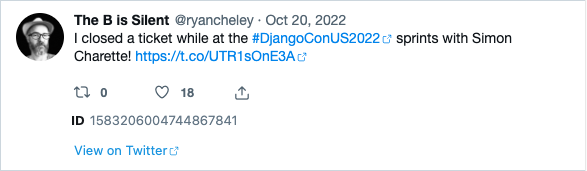 The B is Silent @ryancheley · Oct 20, 2022
I closed a ticket while at the #DjangoConUS2022 sprints with Simon
Charette! https://t.co/UTR1sOnE3A
0 18
ID 1583206004744867841
View on Twitter